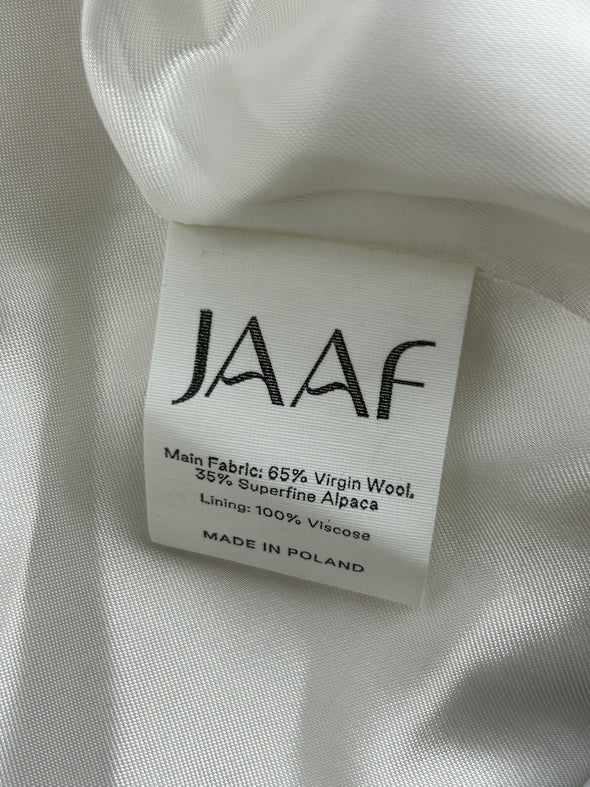 JAAF
Main Fabric: 65% Virgin Wool.
35% Superfine Alpaca
Lining: 100% Viscose
MADE IN POLAND